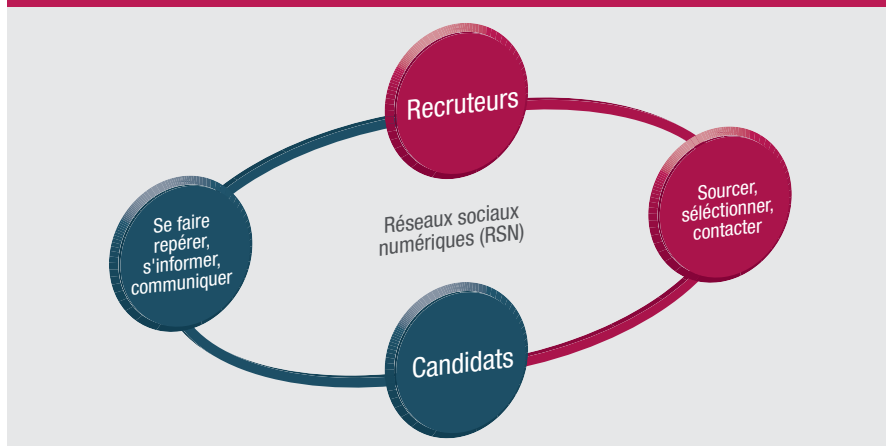 Recruteurs
Sourcer,
séléctionner,
contacter
Réseaux sociaux
numériques (RSN)
Se faire
repérer,
s'informer,
communiquer
Candidats